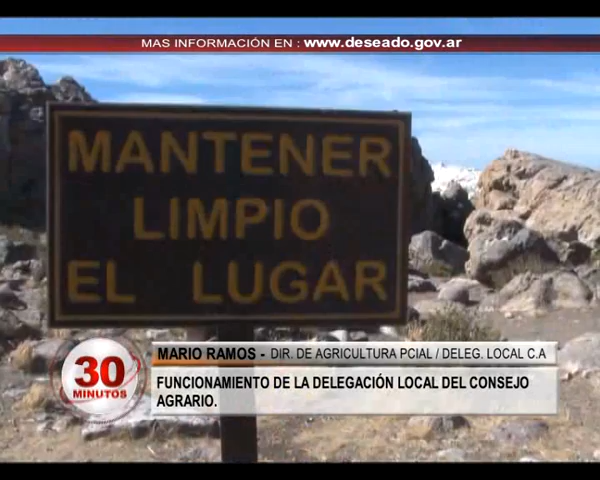 MAS INFORMACIÓN EN : www.deseado.gov.ar
MANTENER
LIMPIO
EL LUGAR
30
MINUTOS
MARIO RAMOS - DIR. DE AGRICULTURA PCIAL / DELEG. LOCAL C.A
FUNCIONAMIENTO DE LA DELEGACIÓN LOCAL DEL CONSEJO
AGRARIO.